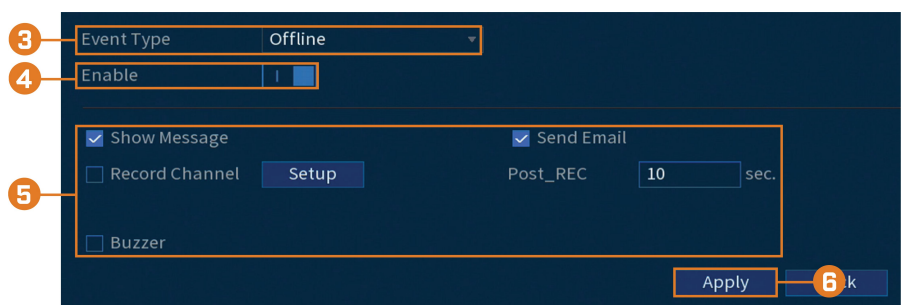 3 Event Type Offline
4 Enable
Show Message Send Email
5 Record Channel Setup Post_REC 10 sec.
Buzzer
Apply 6 k